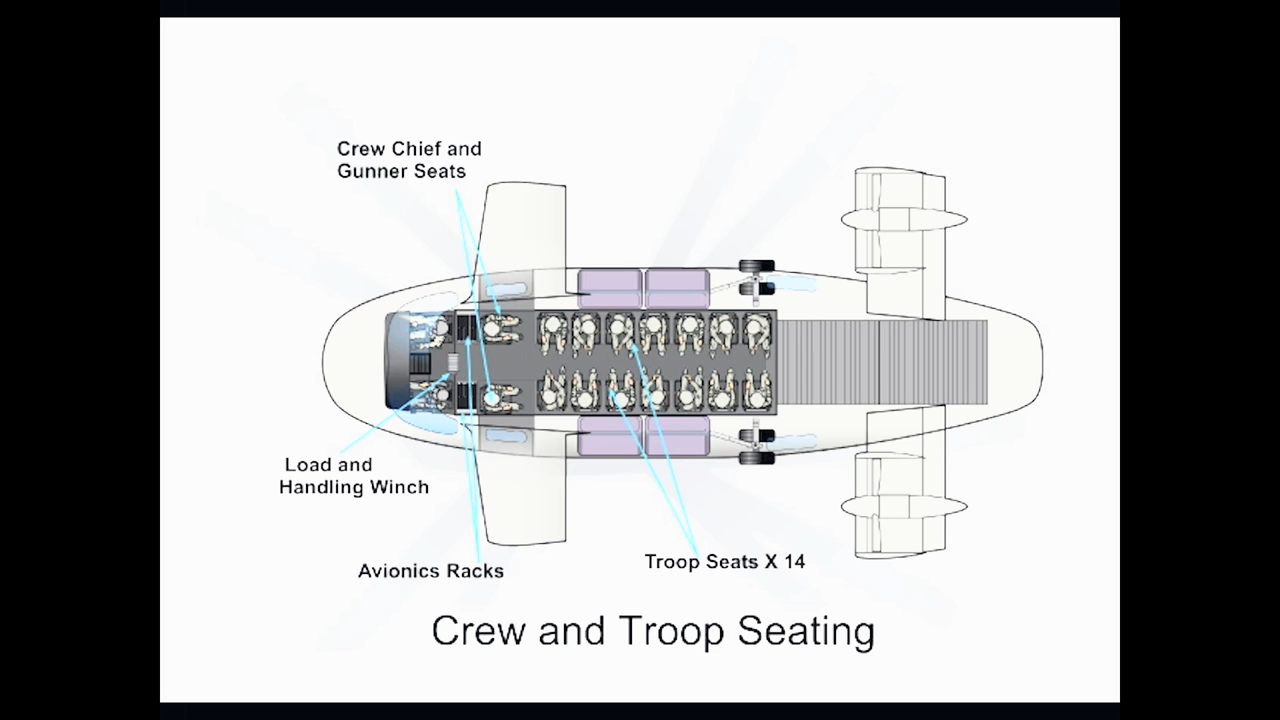 Crew Chief and
Gunner Seats
Load and
Handling Winch
Avionics Racks
Troop Seats X 14
Crew and Troop Seating